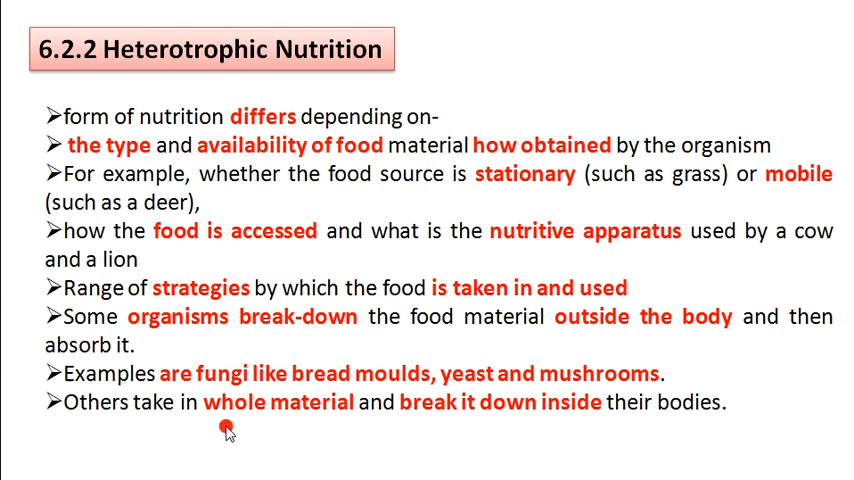 6.2.2 Heterotrophic Nutrition
➢form of nutrition differs depending on-
➢ the type and availability of food material how obtained by the organism
➢For example, whether the food source is stationary (such as grass) or mobile
(such as a deer),
➢how the food is accessed and what is the nutritive apparatus used by a cow
and a lion
➢Range of strategies by which the food is taken in and used
➢Some organisms break-down the food material outside the body and then
absorb it.
➢Examples are fungi like bread moulds, yeast and mushrooms.
➢Others take in whole material and break it down inside their bodies.